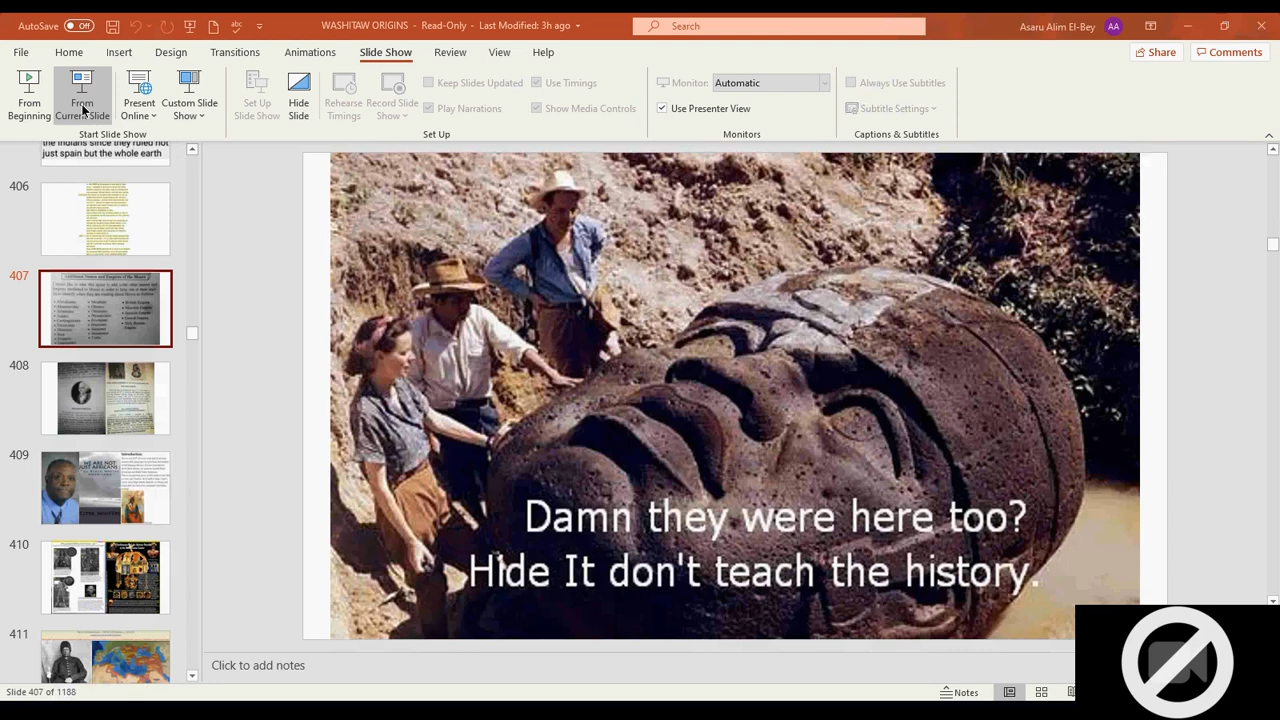 AutoSave Off WASHITAW ORIGINS - Read-Only - Last Modified: 3h ago Search Asaru Alim El-Bey AA
File Home Insert Design Transitions Animations Slide Show Review View Help Share Comments
From Beginning
From Current Slide
Present Online
Custom Slide Show
Start Slide Show
Set Up Slide Show
Hide Slide
Rehearse Timings
Record Slide Show
Keep Slides Updated
Play Narrations
Use Timings
Show Media Controls
Set Up
Monitor: Automatic
Use Presenter View
Monitors
Always Use Subtitles
Subtitle Settings
Captions & Subtitles
the Indians since they ruled not
just spain but the whole earth
406
407
408
409
WE ARE NOT
JUST AFRICANS
410
411
Damn they were here too?
Hide It don't teach the history.
Click to add notes
Slide 407 of 1188
Notes